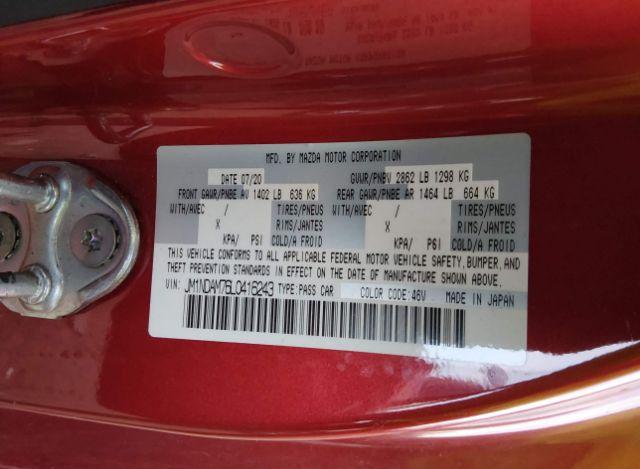 MFD. BY MAZDA MOTOR CORPORATION
DATE 07/20 GVWR/PNBV 2862 LB 1298 KG
FRONT GAWR/PNBE AV 1402 LB 636 KG REAR GAWR/PNBE AR 1464 LB 664 KG
WITH/AVEC / TIRES/PNEUS WITH/AVEC / TIRES/PNEUS
X RIMS/JANTES X RIMS/JANTES
KPA/ PSI COLD/A FROID KPA/ PSI COLD/A FROID
THIS VEHICLE CONFORMS TO ALL APPLICABLE FEDERAL MOTOR VEHICLE SAFETY, BUMPER, AND
THEFT PREVENTION STANDARDS IN EFFECT ON THE DATE OF MANUFACTURE SHOWN ABOVE.
VIN: JM1NDAM75L0416243 TYPE:PASS CAR COLOR CODE:46V MADE IN JAPAN